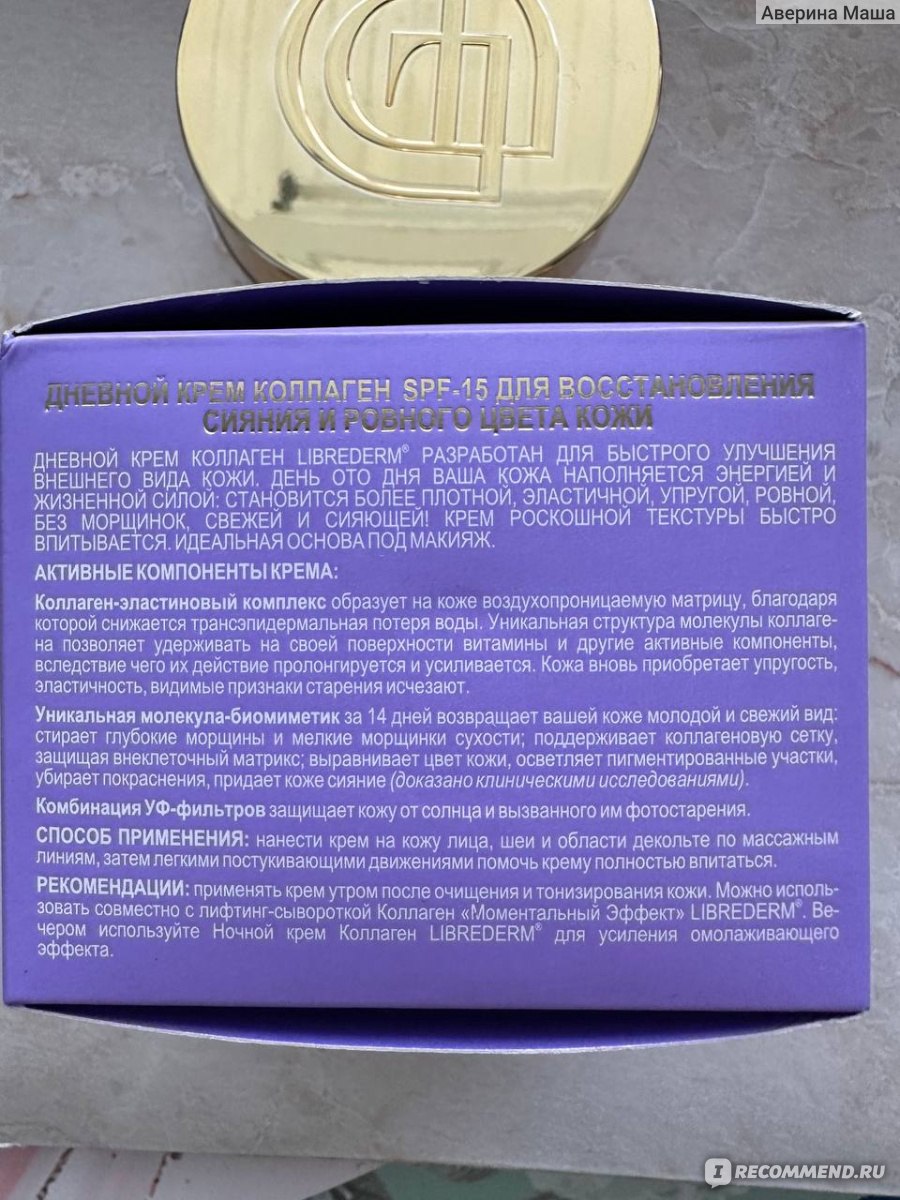 Аверина Маша
ДНЕВНОЙ КРЕМ КОЛЛАГЕН SPF-15 ДЛЯ ВОССТАНОВЛЕНИЯ
СИЯНИЯ И РОВНОГО ЦВЕТА КОЖИ
ДНЕВНОЙ КРЕМ КОЛЛАГЕН LIBREDERM® РАЗРАБОТАН ДЛЯ БЫСТРОГО УЛУЧШЕНИЯ
ВНЕШНЕГО ВИДА КОЖИ. ДЕНЬ ОТО ДНЯ ВАША КОЖА НАПОЛНЯЕТСЯ ЭНЕРГИЕЙ И
ЖИЗНЕННОЙ СИЛОЙ: СТАНОВИТСЯ БОЛЕЕ ПЛОТНОЙ, ЭЛАСТИЧНОЙ, УПРУГОЙ, РОВНОЙ,
БЕЗ МОРЩИНОК, СВЕЖЕЙ И СИЯЮЩЕЙ! КРЕМ РОСКОШНОЙ ТЕКСТУРЫ БЫСТРО
ВПИТЫВАЕТСЯ. ИДЕАЛЬНАЯ ОСНОВА ПОД МАКИЯЖ.
АКТИВНЫЕ КОМПОНЕНТЫ КРЕМА:
Коллаген-эластиновый комплекс образует на коже воздухопроницаемую матрицу, благодаря
которой снижается трансэпидермальная потеря воды. Уникальная структура молекулы коллаге-
на позволяет удерживать на своей поверхности витамины и другие активные компоненты,
вследствие чего их действие пролонгируется и усиливается. Кожа вновь приобретает упругость,
эластичность, видимые признаки старения исчезают.
Уникальная молекула-биомиметик за 14 дней возвращает вашей коже молодой и свежий вид:
стирает глубокие морщины и мелкие морщинки сухости; поддерживает коллагеновую сетку,
защищая внеклеточный матрикс; выравнивает цвет кожи, осветляет пигментированные участки,
убирает покраснения, придает коже сияние (доказано клиническими исследованиями).
Комбинация УФ-фильтров защищает кожу от солнца и вызванного им фотостарения.
СПОСОБ ПРИМЕНЕНИЯ: нанести крем на кожу лица, шеи и области декольте по массажным
линиям, затем легкими постукивающими движениями помочь крему полностью впитаться.
РЕКОМЕНДАЦИИ: применять крем утром после очищения и тонизирования кожи. Можно исполь-
зовать совместно с лифтинг-сывороткой Коллаген «Моментальный Эффект» LIBREDERM®. Ве-
чером используйте Ночной крем Коллаген LIBREDERM® для усиления омолаживающего
эффекта.
I RECOMMEND.RU